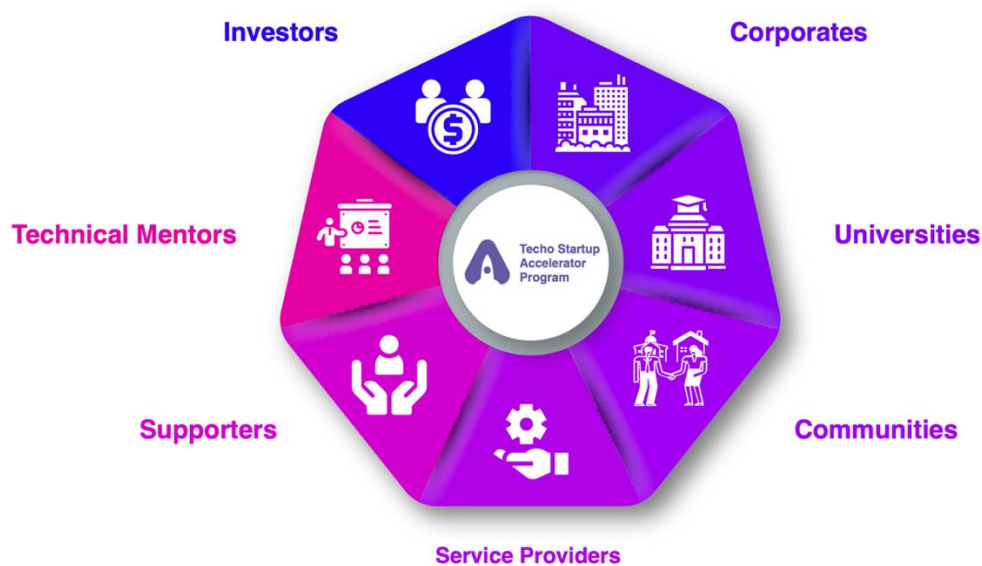 Investors
Corporates
Technical Mentors
Techo Startup
Accelerator
Program
Universities
Supporters
Communities
Service Providers